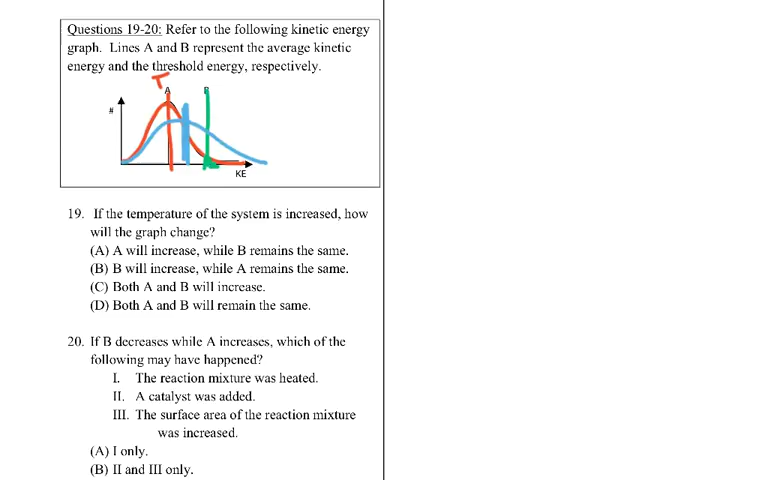 Questions 19-20: Refer to the following kinetic energy
graph. Lines A and B represent the average kinetic
energy and the threshold energy, respectively.
T
A
B
#
KE
19. If the temperature of the system is increased, how
will the graph change?
(A) A will increase, while B remains the same.
(B) B will increase, while A remains the same.
(C) Both A and B will increase.
(D) Both A and B will remain the same.
20. If B decreases while A increases, which of the
following may have happened?
I. The reaction mixture was heated.
II. A catalyst was added.
III. The surface area of the reaction mixture
was increased.
(A) I only.
(B) II and III only.